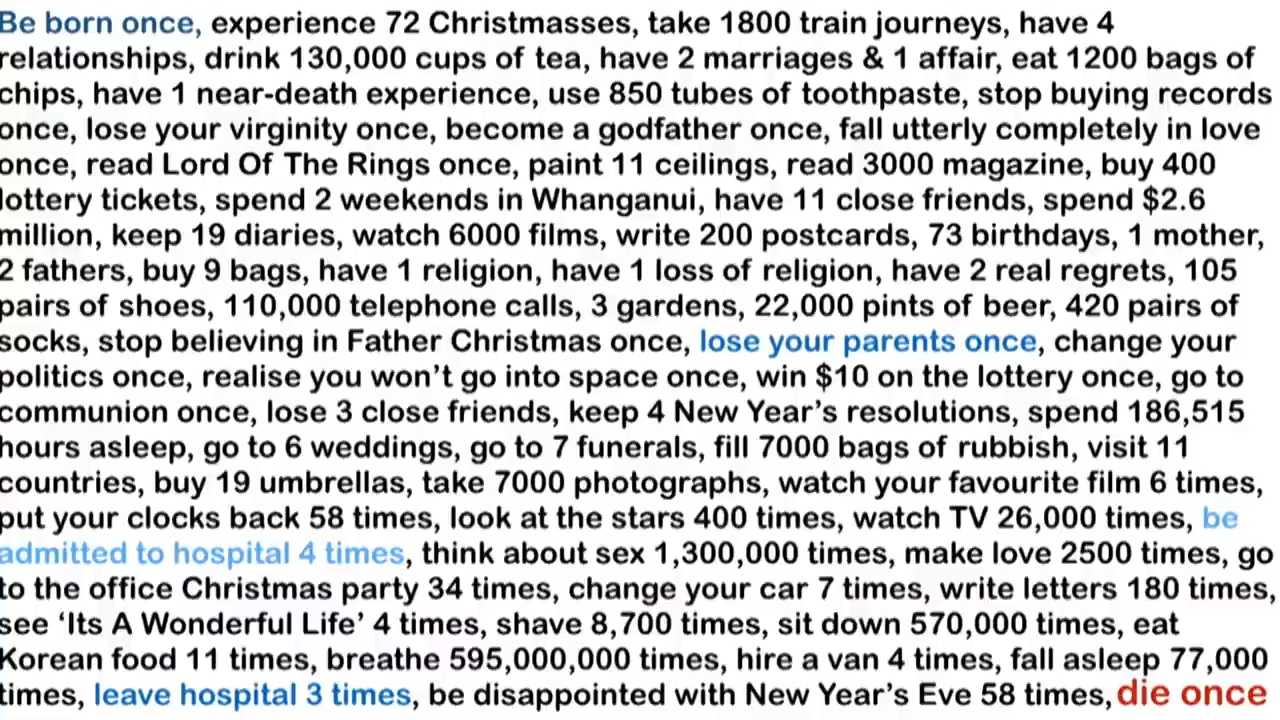 Be born once, experience 72 Christmasses, take 1800 train journeys, have 4
relationships, drink 130,000 cups of tea, have 2 marriages & 1 affair, eat 1200 bags of
chips, have 1 near-death experience, use 850 tubes of toothpaste, stop buying records
once, lose your virginity once, become a godfather once, fall utterly completely in love
once, read Lord Of The Rings once, paint 11 ceilings, read 3000 magazine, buy 400
lottery tickets, spend 2 weekends in Whanganui, have 11 close friends, spend $2.6
million, keep 19 diaries, watch 6000 films, write 200 postcards, 73 birthdays, 1 mother,
2 fathers, buy 9 bags, have 1 religion, have 1 loss of religion, have 2 real regrets, 105
pairs of shoes, 110,000 telephone calls, 3 gardens, 22,000 pints of beer, 420 pairs of
socks, stop believing in Father Christmas once, lose your parents once, change your
politics once, realise you won’t go into space once, win $10 on the lottery once, go to
communion once, lose 3 close friends, keep 4 New Year’s resolutions, spend 186,515
hours asleep, go to 6 weddings, go to 7 funerals, fill 7000 bags of rubbish, visit 11
countries, buy 19 umbrellas, take 7000 photographs, watch your favourite film 6 times,
put your clocks back 58 times, look at the stars 400 times, watch TV 26,000 times, be
admitted to hospital 4 times, think about sex 1,300,000 times, make love 2500 times, go
to the office Christmas party 34 times, change your car 7 times, write letters 180 times,
see ‘Its A Wonderful Life’ 4 times, shave 8,700 times, sit down 570,000 times, eat
Korean food 11 times, breathe 595,000,000 times, hire a van 4 times, fall asleep 77,000
times, leave hospital 3 times, be disappointed with New Year’s Eve 58 times, die once